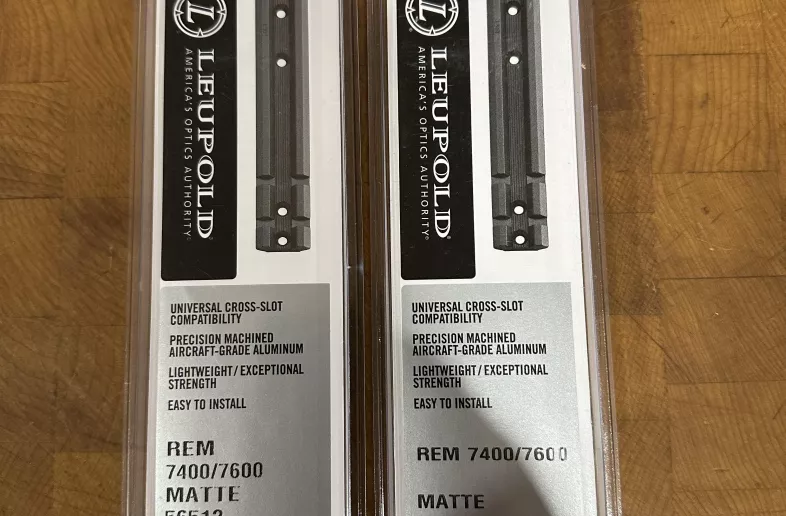 L
LEUPOLD
AMERICA'S OPTICS AUTHORITY®
UNIVERSAL CROSS-SLOT
COMPATIBILITY
PRECISION MACHINED
AIRCRAFT-GRADE ALUMINUM
LIGHTWEIGHT/EXCEPTIONAL
STRENGTH
EASY TO INSTALL
REM
7400/7600
MATTE
L
LEUPOLD
AMERICA'S OPTICS AUTHORITY®
UNIVERSAL CROSS-SLOT
COMPATIBILITY
PRECISION MACHINED
AIRCRAFT-GRADE ALUMINUM
LIGHTWEIGHT/EXCEPTIONAL
STRENGTH
EASY TO INSTALL
REM 7400/7600
MATTE